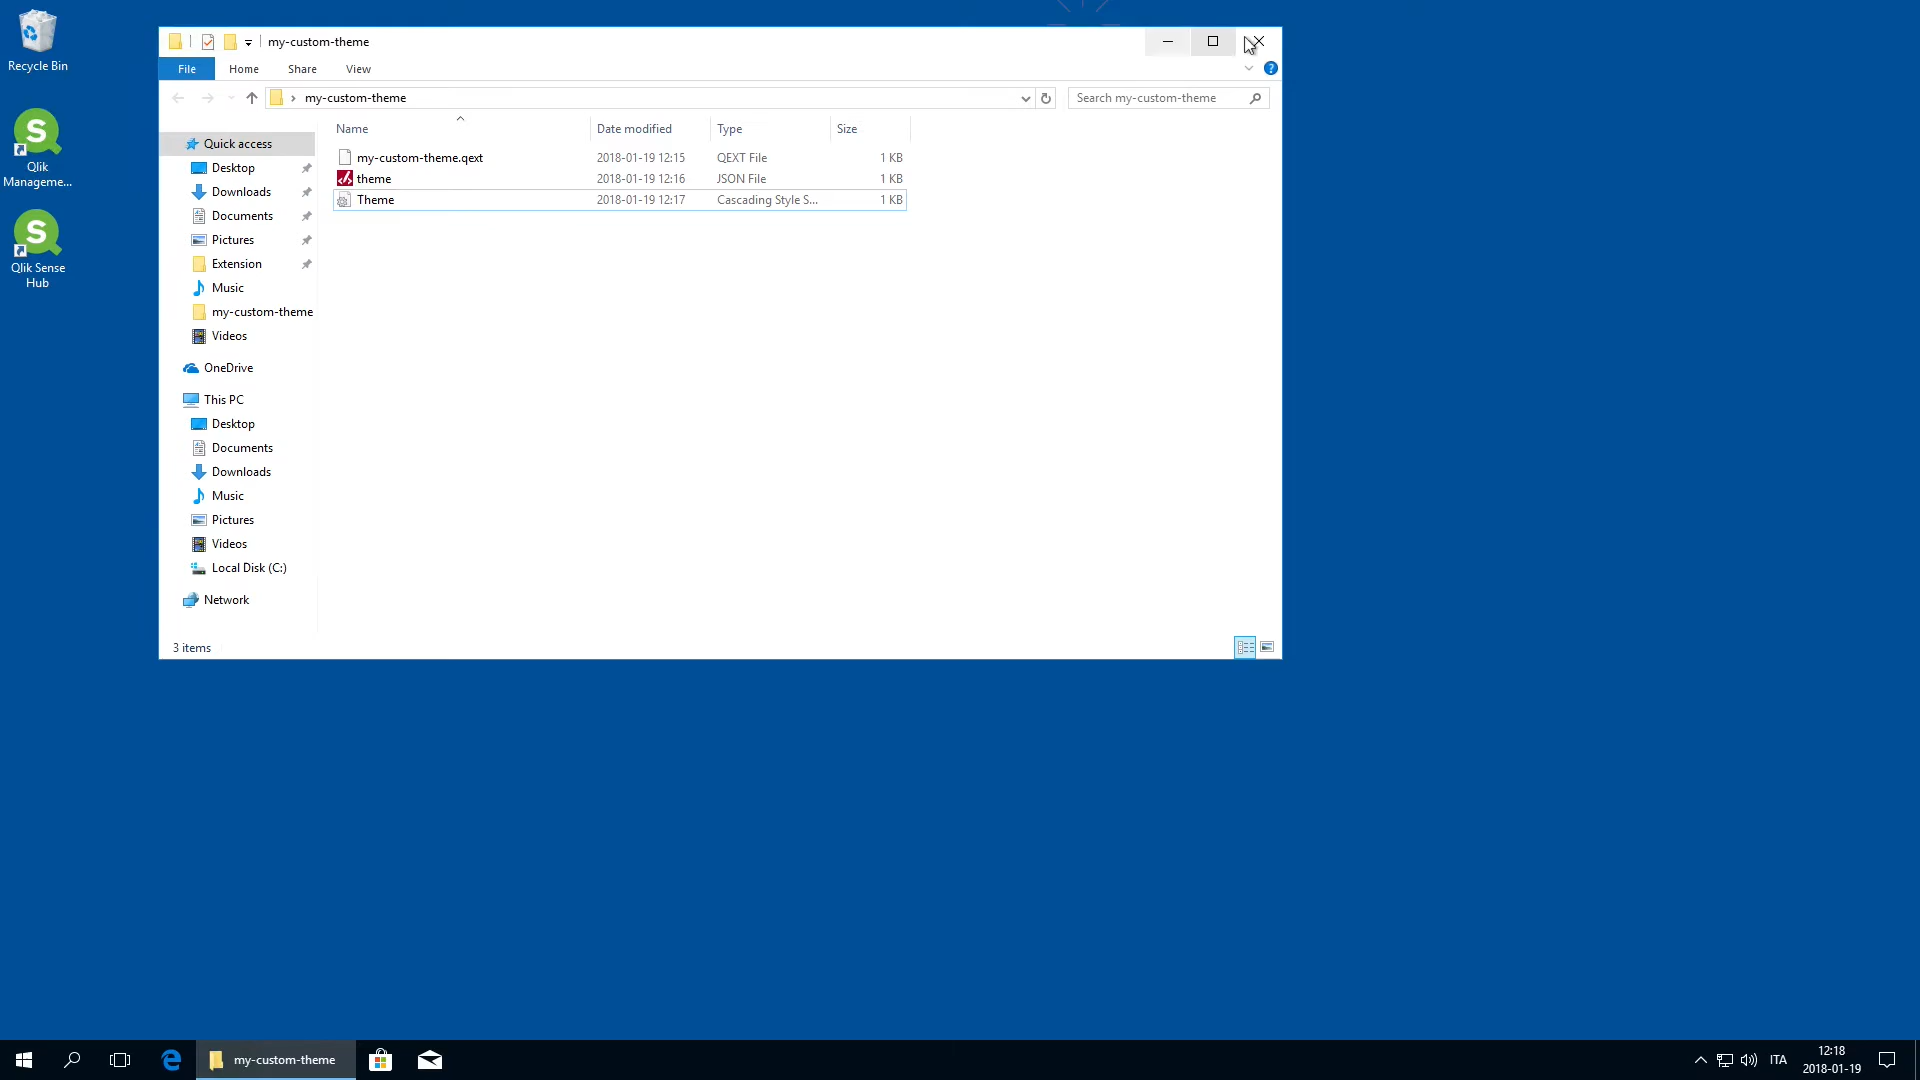 Recycle Bin
Qlik
Manageme...
Qlik Sense
Hub
my-custom-theme
File Home Share View
my-custom-theme
Search my-custom-theme
Name Date modified Type Size
my-custom-theme.qext 2018-01-19 12:15 QEXT File 1 KB
theme 2018-01-19 12:16 JSON File 1 KB
Theme 2018-01-19 12:17 Cascading Style S... 1 KB
Quick access
Desktop
Downloads
Documents
Pictures
Extension
Music
my-custom-theme
Videos
OneDrive
This PC
Desktop
Documents
Downloads
Music
Pictures
Videos
Local Disk (C:)
Network
3 items
my-custom-theme
ITA
12:18
2018-01-19